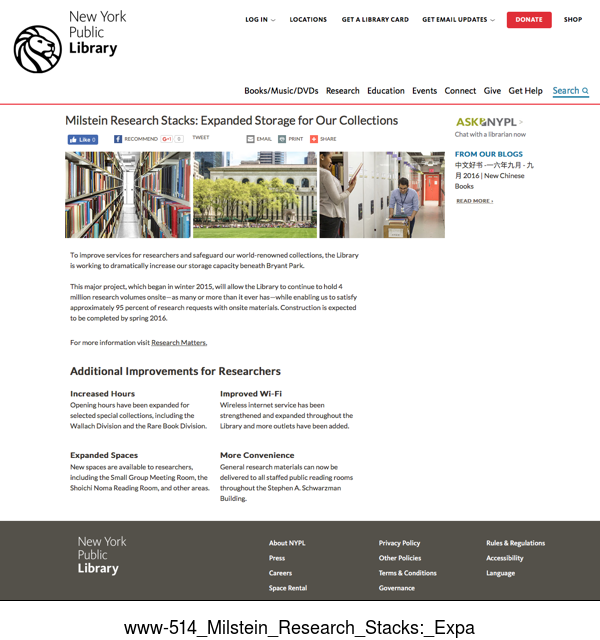 New York
Public
Library
LOG IN
LOCATIONS
GET A LIBRARY CARD
GET EMAIL UPDATES
DONATE
SHOP
Books/Music/DVDs
Research
Education
Events
Connect
Give
Get Help
Search
Milstein Research Stacks: Expanded Storage for Our Collections
Like 0
RECOMMEND
G+1 0
TWEET
EMAIL
PRINT
SHARE
ASK NYPL >
Chat with a librarian now
FROM OUR BLOGS
中文好书 -一六年九月 - 九
月 2016 | New Chinese
Books
READ MORE ›
To improve services for researchers and safeguard our world-renowned collections, the Library
is working to dramatically increase our storage capacity beneath Bryant Park.
This major project, which began in winter 2015, will allow the Library to continue to hold 4
million research volumes onsite—as many or more than it ever has—while enabling us to satisfy
approximately 95 percent of research requests with onsite materials. Construction is expected
to be completed by spring 2016.
For more information visit Research Matters.
Additional Improvements for Researchers
Increased Hours
Opening hours have been expanded for
selected special collections, including the
Wallach Division and the Rare Book Division.
Improved Wi-Fi
Wireless internet service has been
strengthened and expanded throughout the
Library and more outlets have been added.
Expanded Spaces
New spaces are available to researchers,
including the Small Group Meeting Room, the
Shoichi Noma Reading Room, and other areas.
More Convenience
General research materials can now be
delivered to all staffed public reading rooms
throughout the Stephen A. Schwarzman
Building.
New York
Public
Library
About NYPL
Press
Careers
Space Rental
Privacy Policy
Other Policies
Terms & Conditions
Governance
Rules & Regulations
Accessibility
Language
www-514_Milstein_Research_Stacks:_Expa